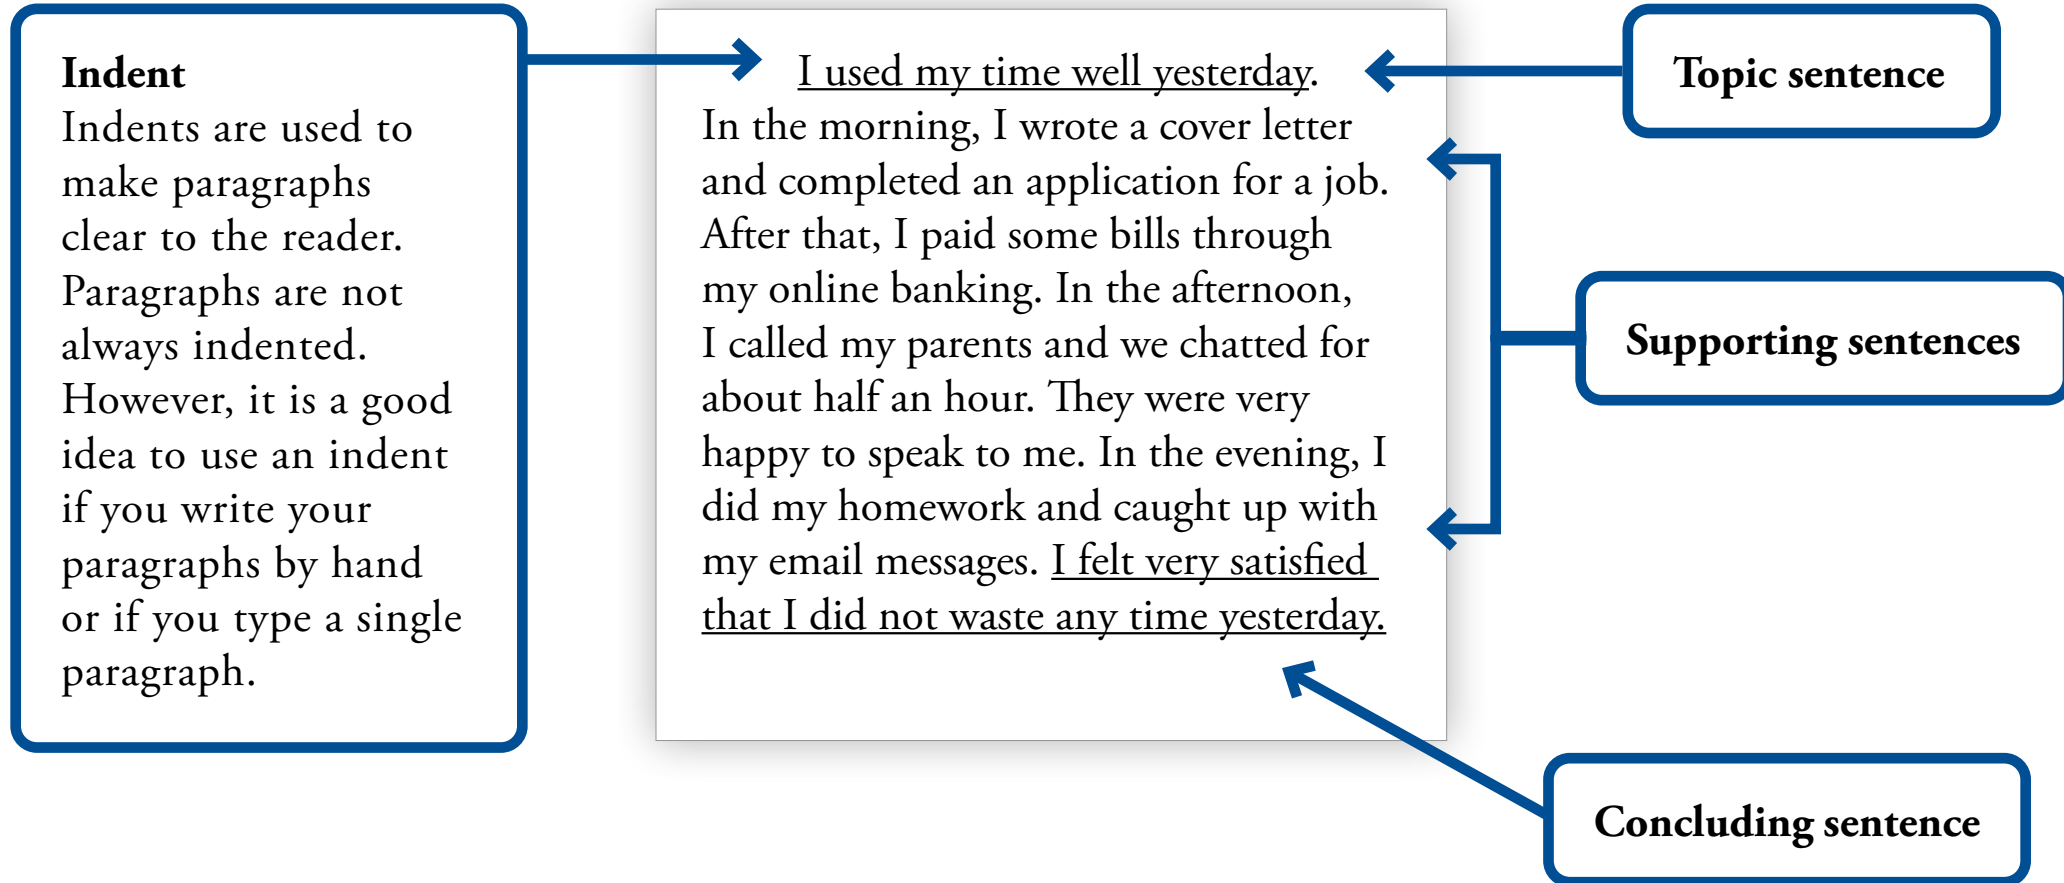 Indent
Indents are used to
make paragraphs
clear to the reader.
Paragraphs are not
always indented.
However, it is a good
idea to use an indent
if you write your
paragraphs by hand
or if you type a single
paragraph.
I used my time well yesterday.
In the morning, I wrote a cover letter
and completed an application for a job.
After that, I paid some bills through
my online banking. In the afternoon,
I called my parents and we chatted for
about half an hour. They were very
happy to speak to me. In the evening, I
did my homework and caught up with
my email messages. I felt very satisfied
that I did not waste any time yesterday.
Topic sentence
Supporting sentences
Concluding sentence